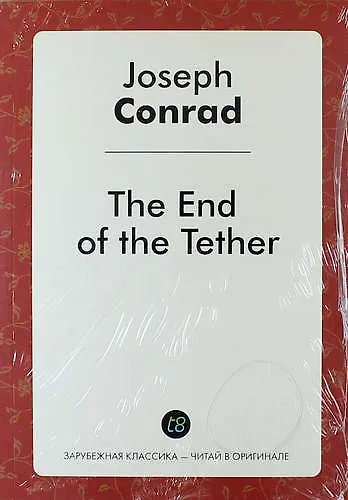 Joseph
Conrad
The End
of the Tether
t8
ЗАРУБЕЖНАЯ КЛАССИКА — ЧИТАЙ В ОРИГИНАЛЕ